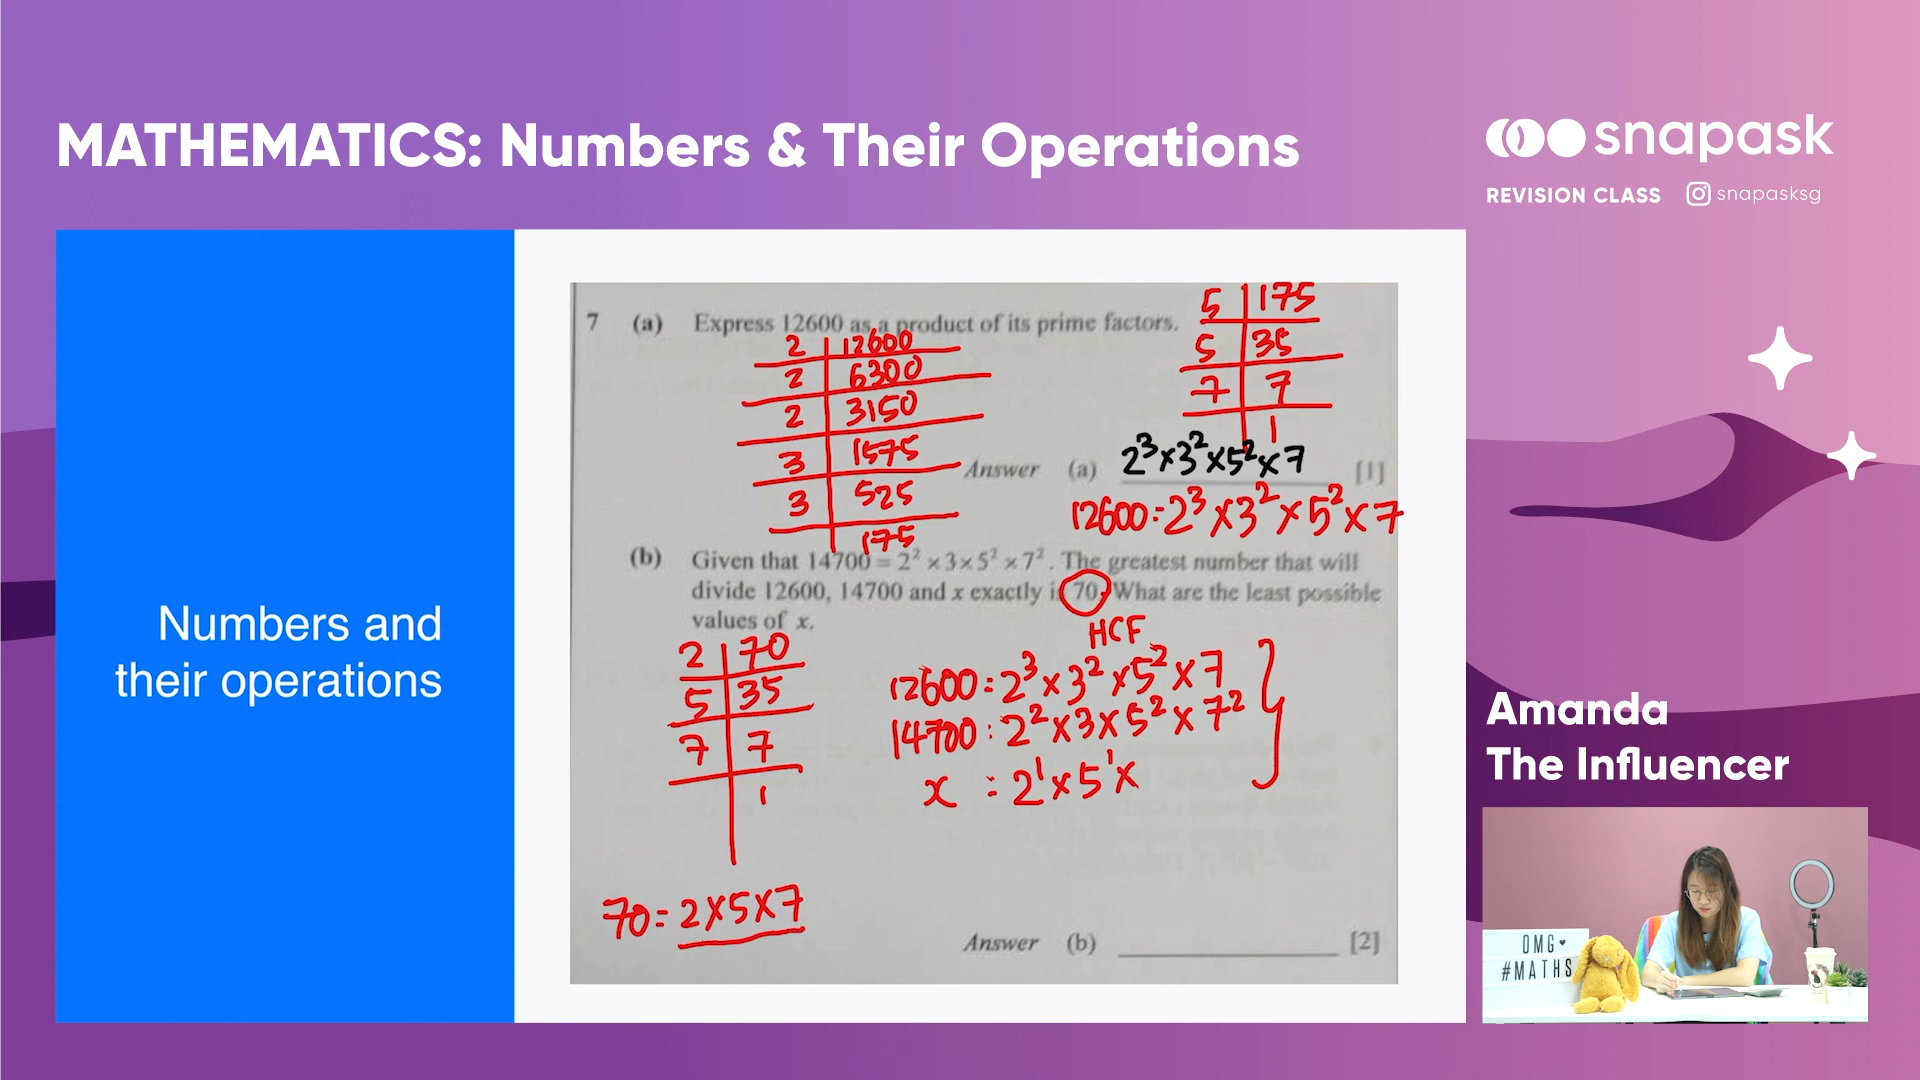 MATHEMATICS: Numbers & Their Operations
snapask
REVISION CLASS snapasksg
Numbers and
their operations
7 (a) Express 12600 as a product of its prime factors.
2 | 12600
2 | 6300
2 | 3150
3 | 1575
3 | 525
175
5 | 175
5 | 35
7 | 7
1
Answer (a) 2³×3²×5²×7 [1]
12600=2³×3²×5²×7
(b) Given that 14700 = 2² × 3 × 5² × 7². The greatest number that will
divide 12600, 14700 and x exactly is 70. What are the least possible
values of x.
HCF
2 | 70
5 | 35
7 | 7
1
12600=2³×3²×5²×7
14700=2²×3×5²×7²
x = 2¹×5¹×
70=2×5×7
Answer (b) [2]
Amanda
The Influencer
OMG♥
#MATHS